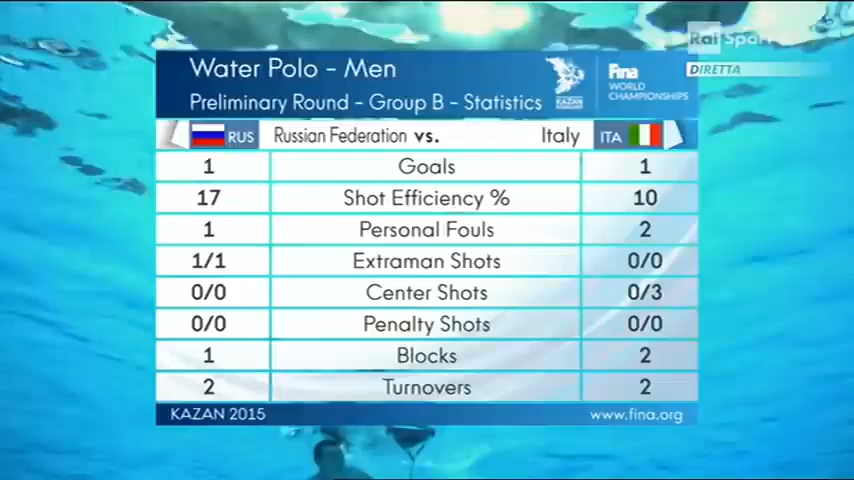 Rai Sport
DIRETTA
Water Polo - Men
Preliminary Round - Group B - Statistics
KAZAN
FINA
WORLD
CHAMPIONSHIPS
RUS Russian Federation vs. Italy ITA
1 Goals 1
17 Shot Efficiency % 10
1 Personal Fouls 2
1/1 Extraman Shots 0/0
0/0 Center Shots 0/3
0/0 Penalty Shots 0/0
1 Blocks 2
2 Turnovers 2
KAZAN 2015 www.fina.org